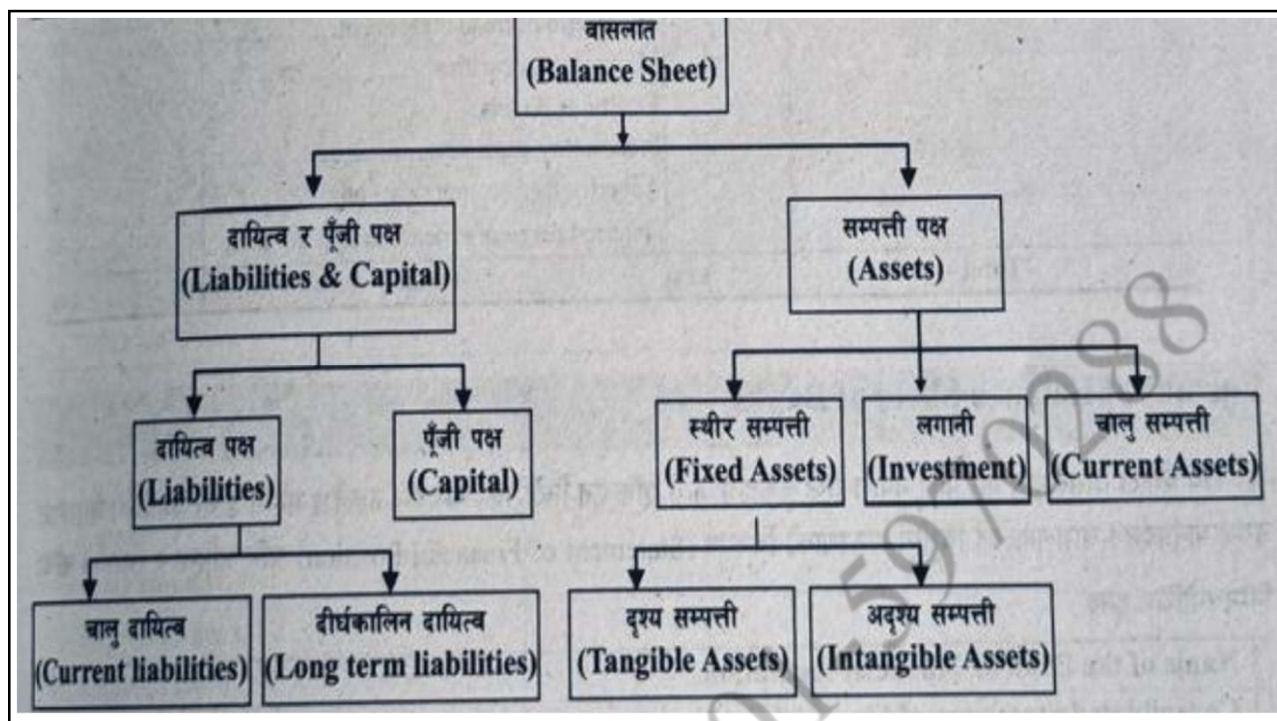 वासलात
(Balance Sheet)
दायित्व र पूँजी पक्ष
(Liabilities & Capital)
सम्पत्ती पक्ष
(Assets)
दायित्व पक्ष
(Liabilities)
पूँजी पक्ष
(Capital)
स्थीर सम्पत्ती
(Fixed Assets)
लगानी
(Investment)
चालु सम्पत्ती
(Current Assets)
चालु दायित्व
(Current liabilities)
दीर्घकालिन दायित्व
(Long term liabilities)
दृश्य सम्पत्ती
(Tangible Assets)
अदृश्य सम्पत्ती
(Intangible Assets)
01-5970288